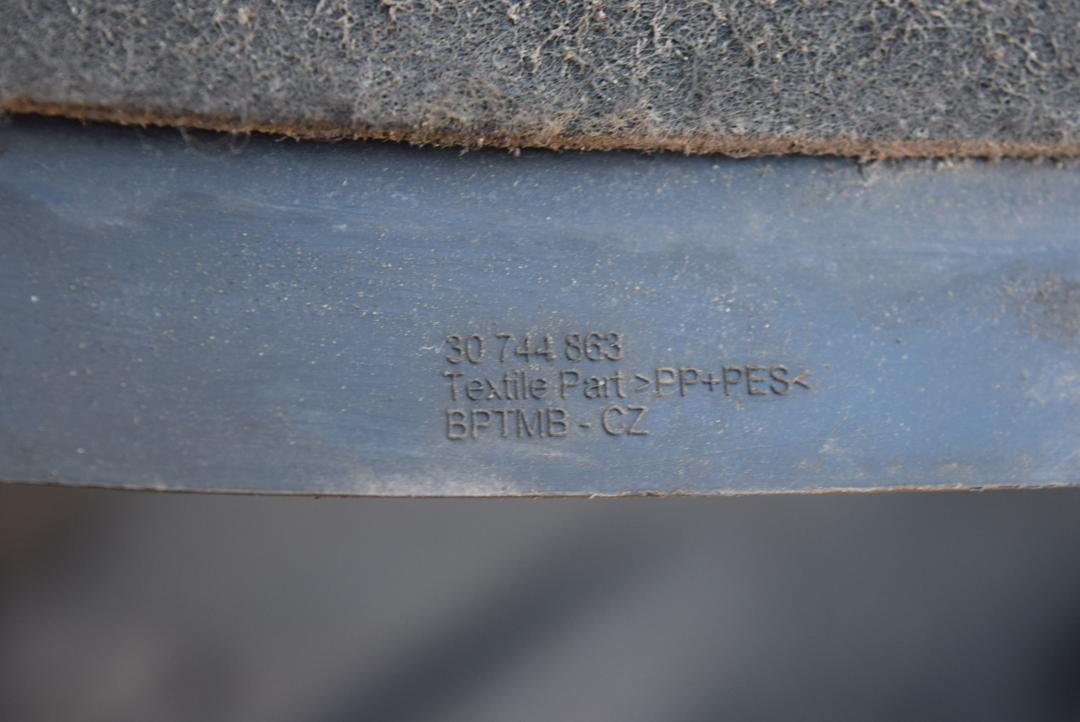 30 744 863
Textile Part >PP+PES<
BPTMB - CZ